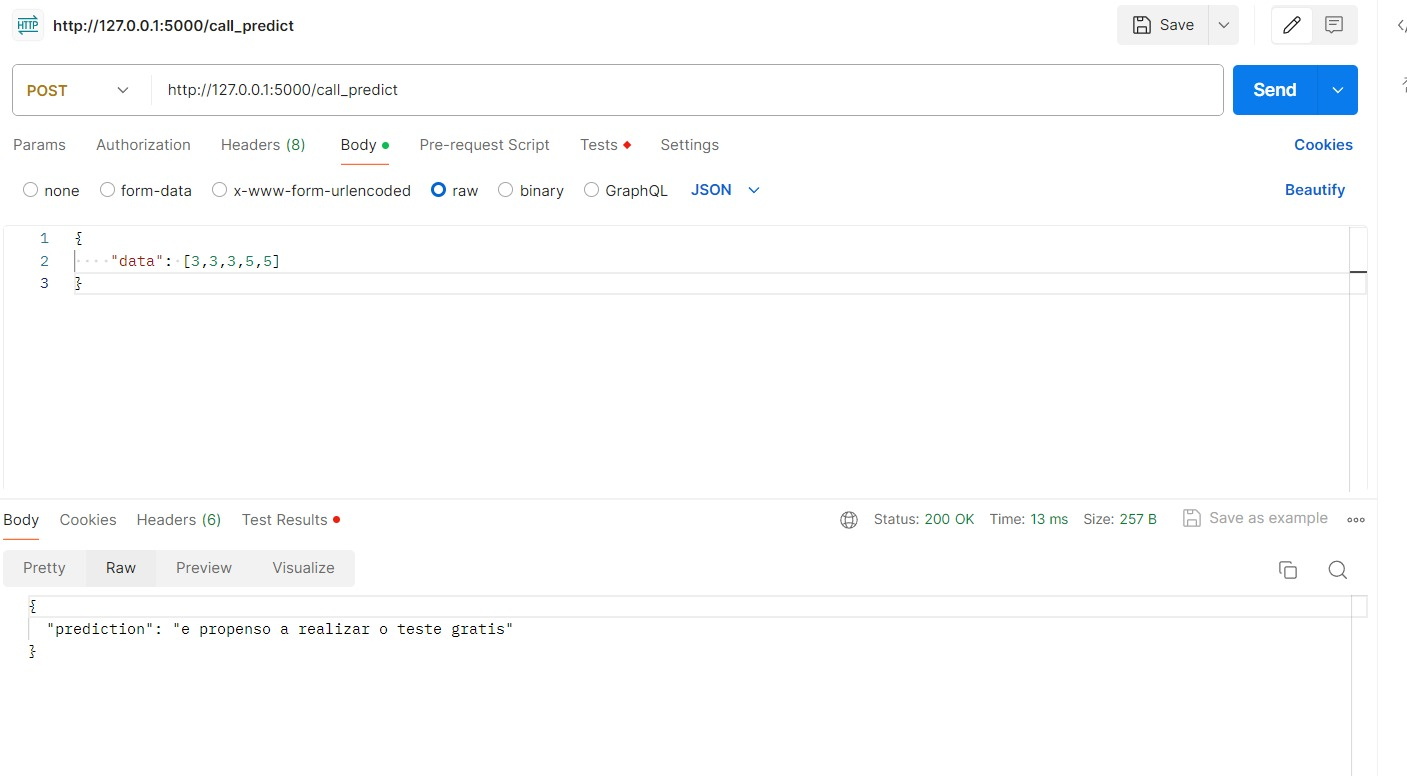 HTTP http://127.0.0.1:5000/call_predict Save
POST http://127.0.0.1:5000/call_predict Send
Params Authorization Headers (8) Body Pre-request Script Tests Settings Cookies
none form-data x-www-form-urlencoded raw binary GraphQL JSON Beautify
1 {
2 ····"data":·[3,3,3,5,5]
3 }
Body Cookies Headers (6) Test Results Status: 200 OK Time: 13 ms Size: 257 B Save as example
Pretty Raw Preview Visualize
{
"prediction": "e propenso a realizar o teste gratis"
}